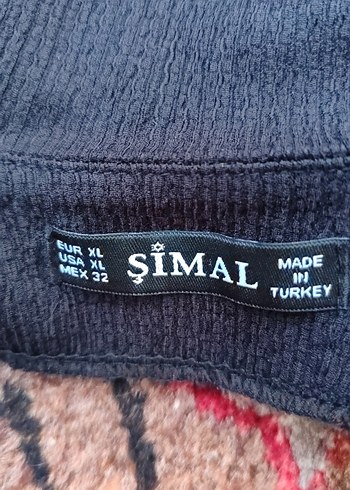 EUR XL
USA XL
MEX 32
ŞİMAL
MADE
IN
TURKEY